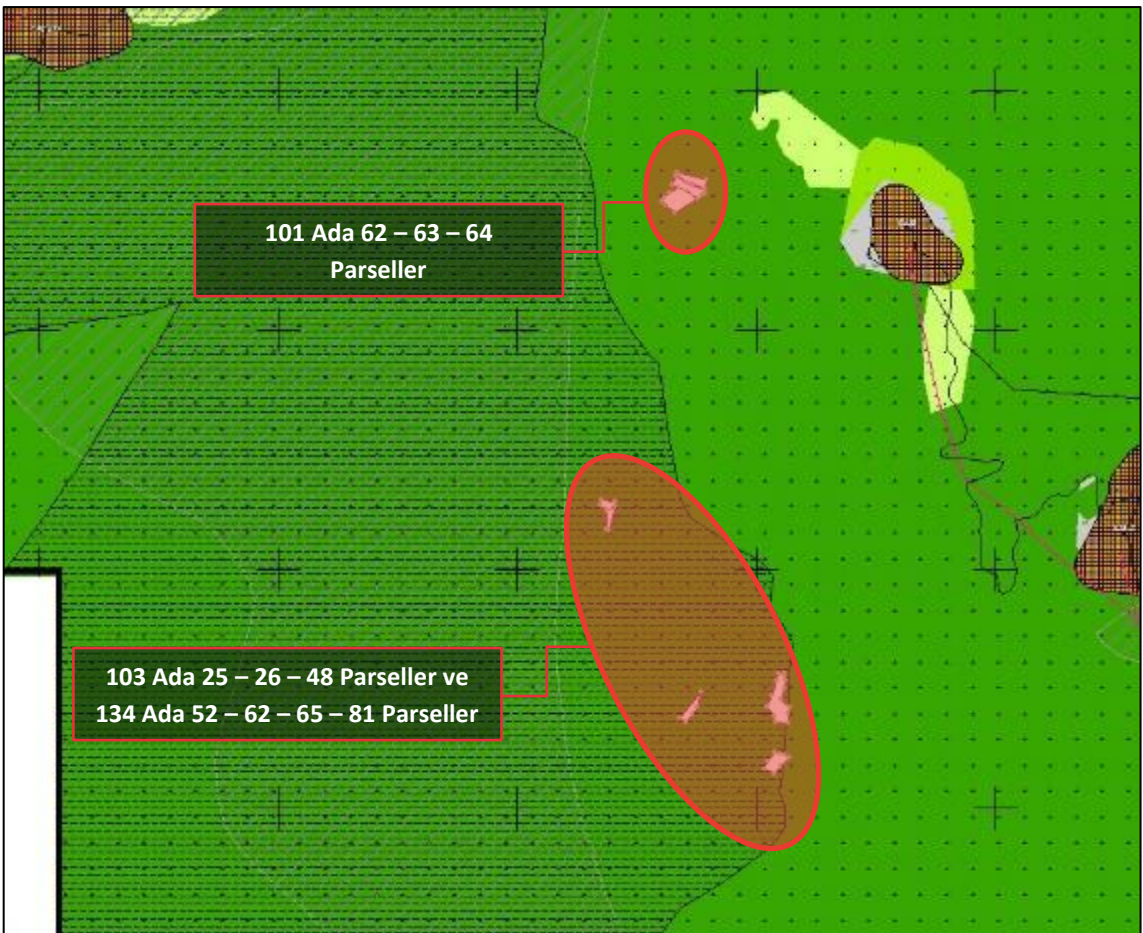 101 Ada 62 – 63 – 64
Parseller
103 Ada 25 – 26 – 48 Parseller ve
134 Ada 52 – 62 – 65 – 81 Parseller